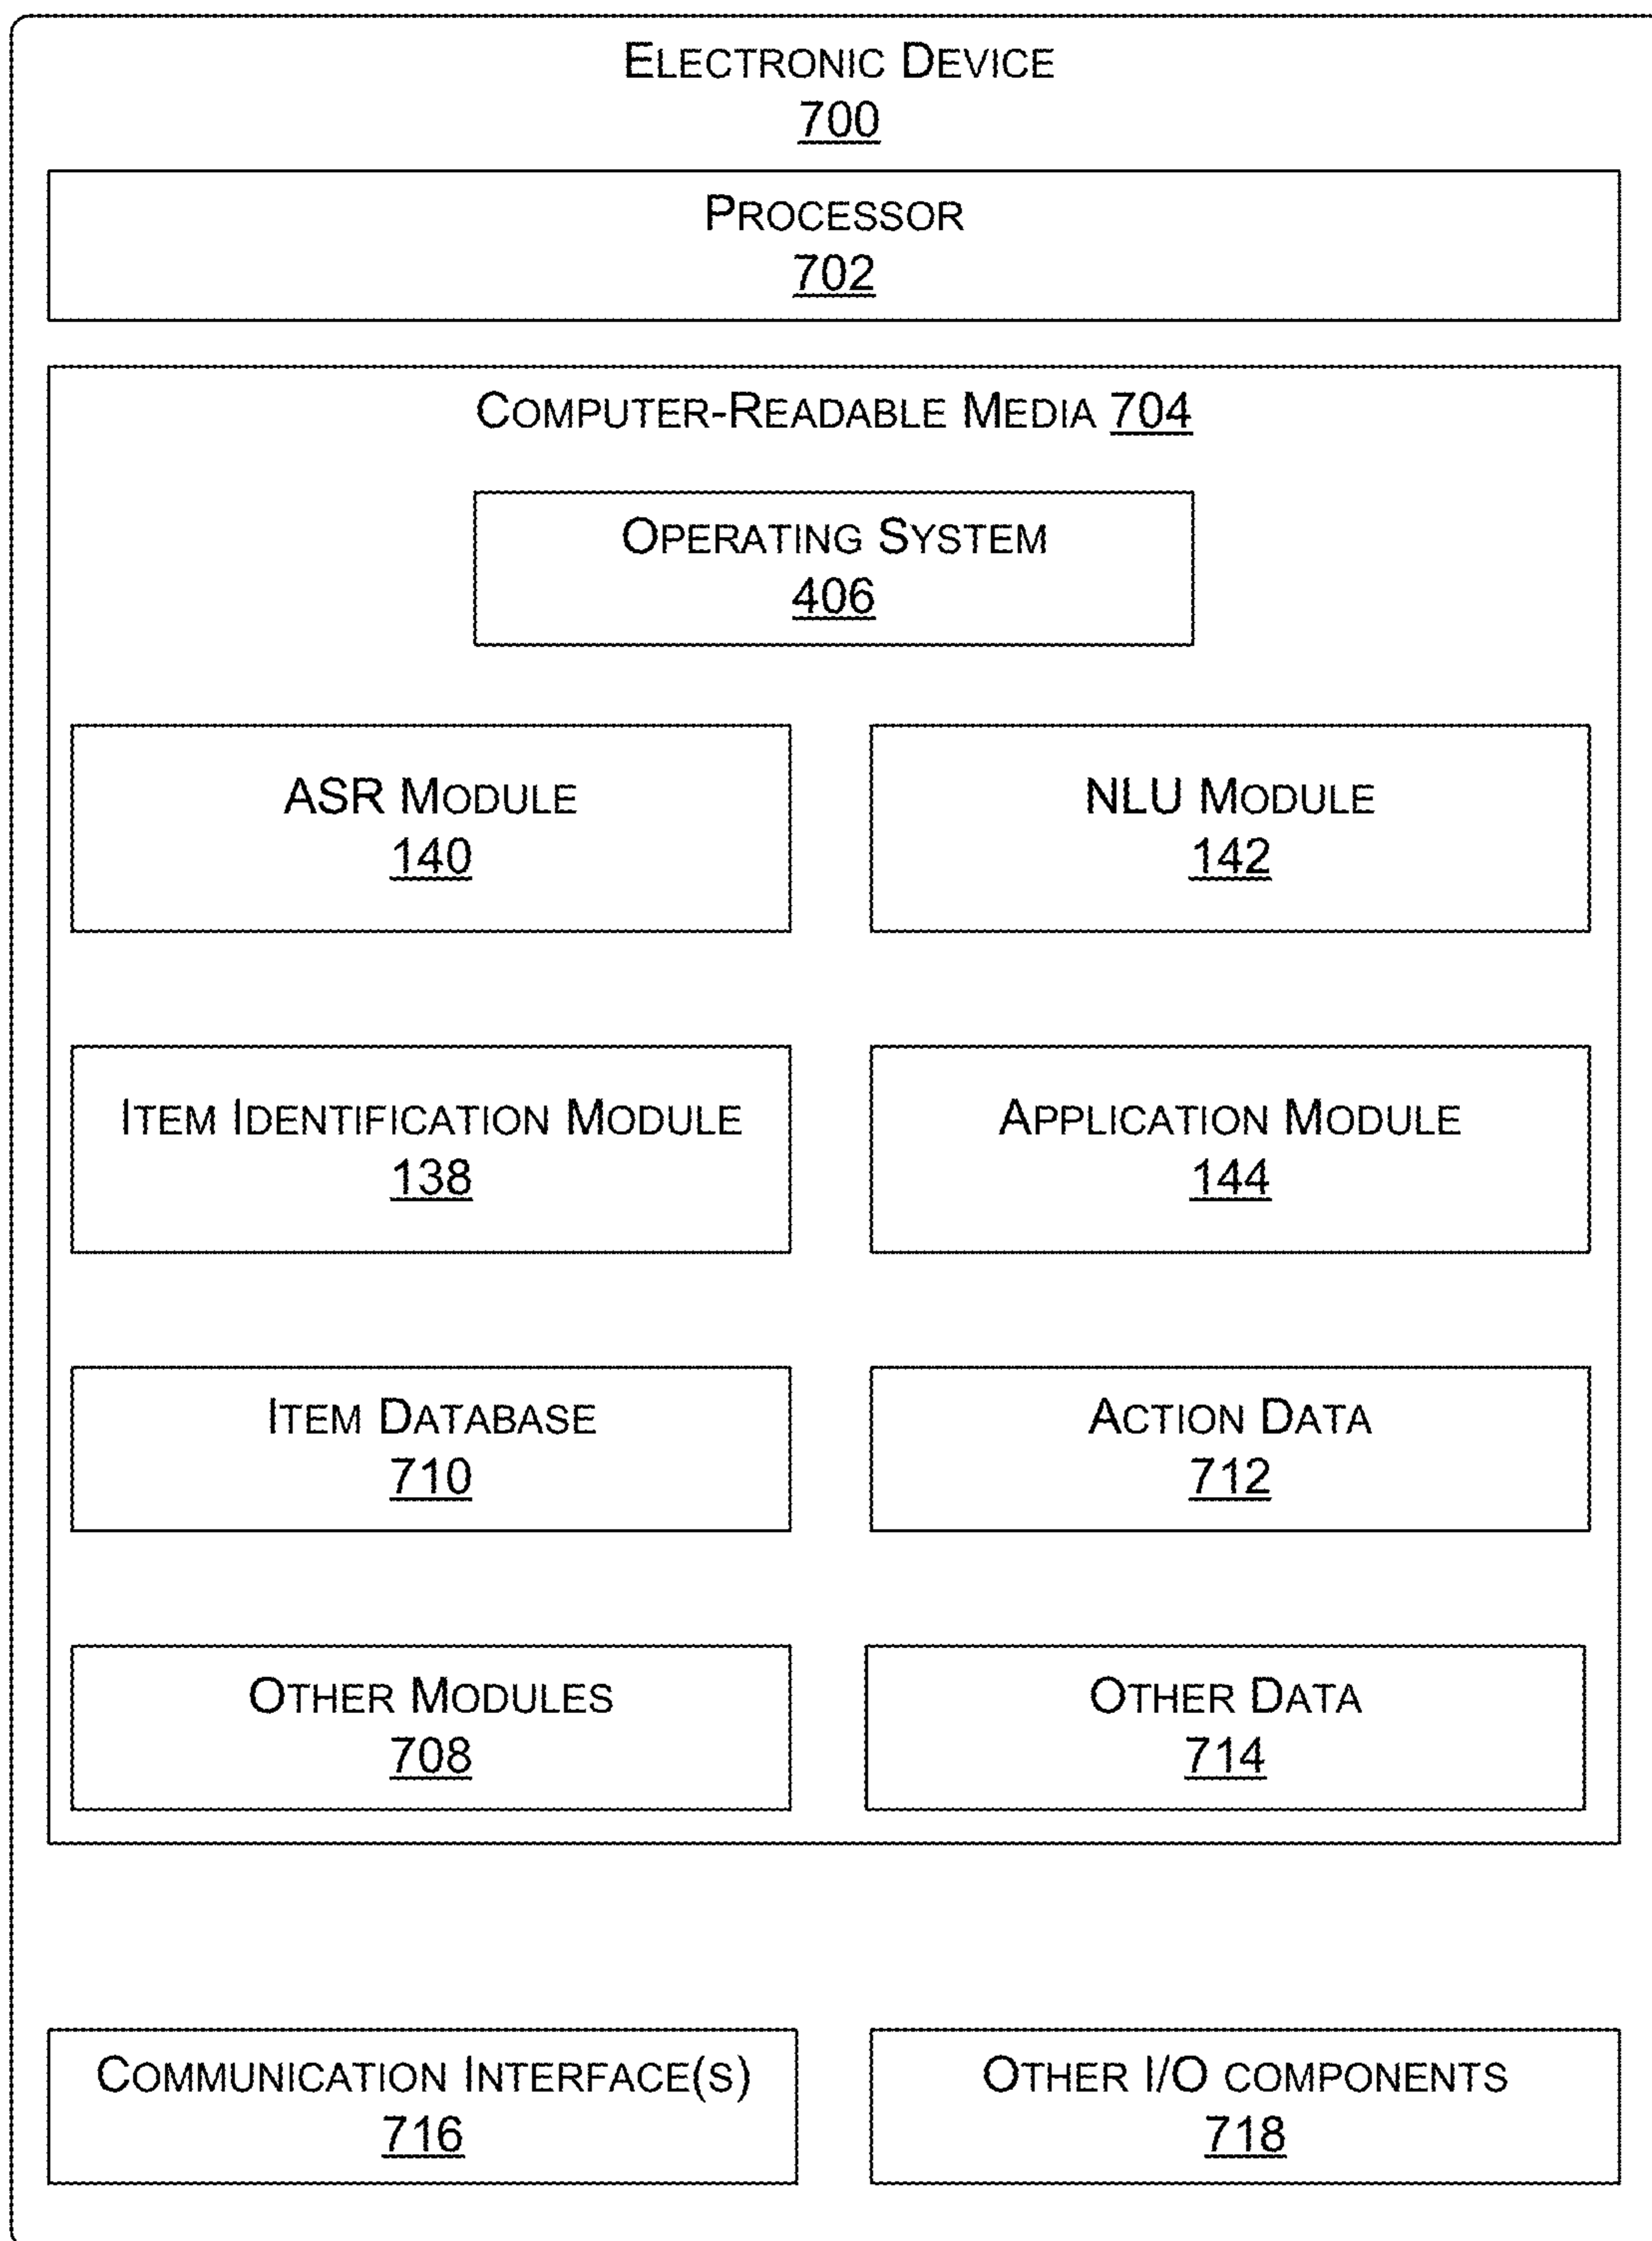 ELECTRONIC DEVICE
700
PROCESSOR
702
COMPUTER-READABLE MEDIA 704
OPERATING SYSTEM
406
ASR MODULE
140
NLU MODULE
142
ITEM IDENTIFICATION MODULE
138
APPLICATION MODULE
144
ITEM DATABASE
710
ACTION DATA
712
OTHER MODULES
708
OTHER DATA
714
COMMUNICATION INTERFACE(S)
716
OTHER I/O COMPONENTS
718